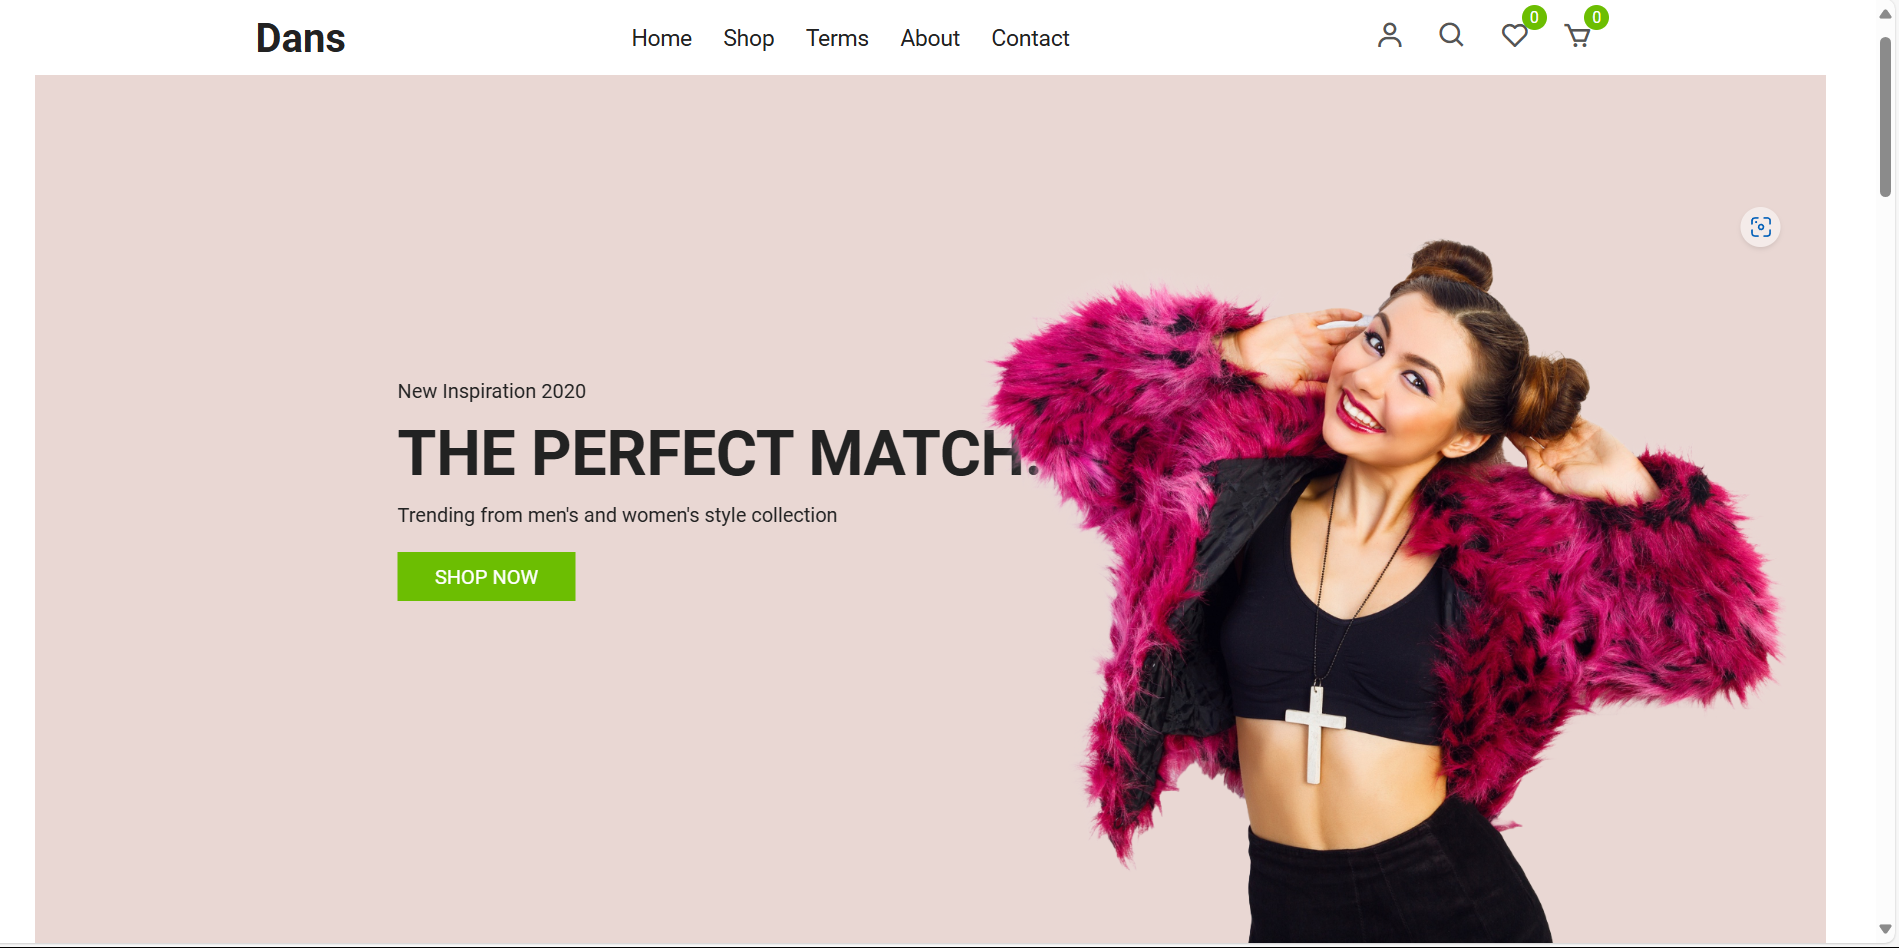 Dans
Home Shop Terms About Contact
0 0
New Inspiration 2020
THE PERFECT MATCH.
Trending from men's and women's style collection
SHOP NOW